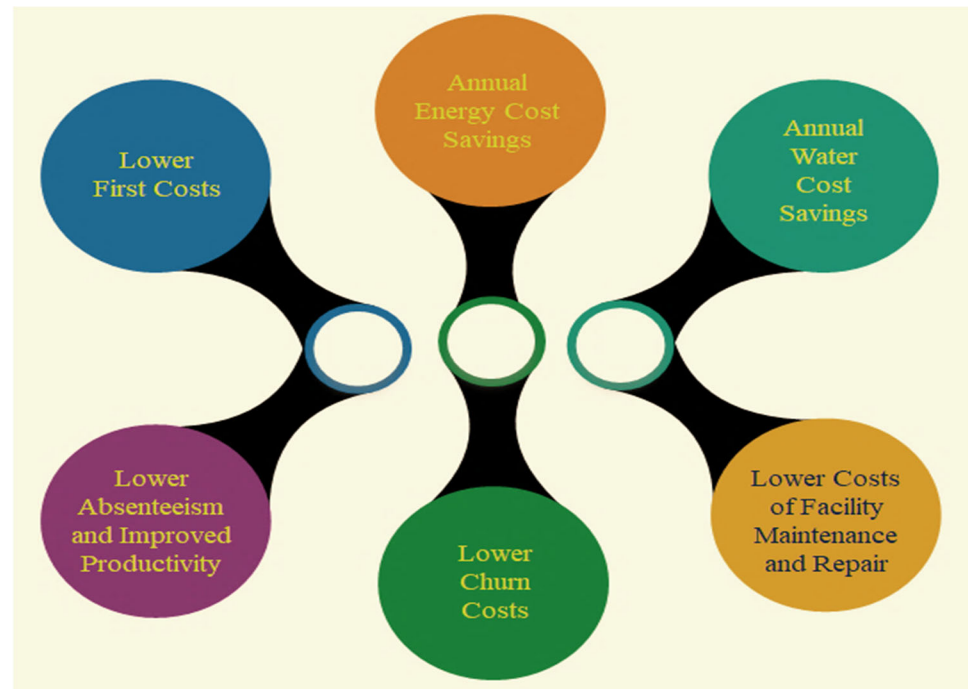 Lower
First Costs
Annual
Energy Cost
Savings
Annual
Water
Cost
Savings
Lower
Absenteeism
and Improved
Productivity
Lower
Churn
Costs
Lower Costs
of Facility
Maintenance
and Repair